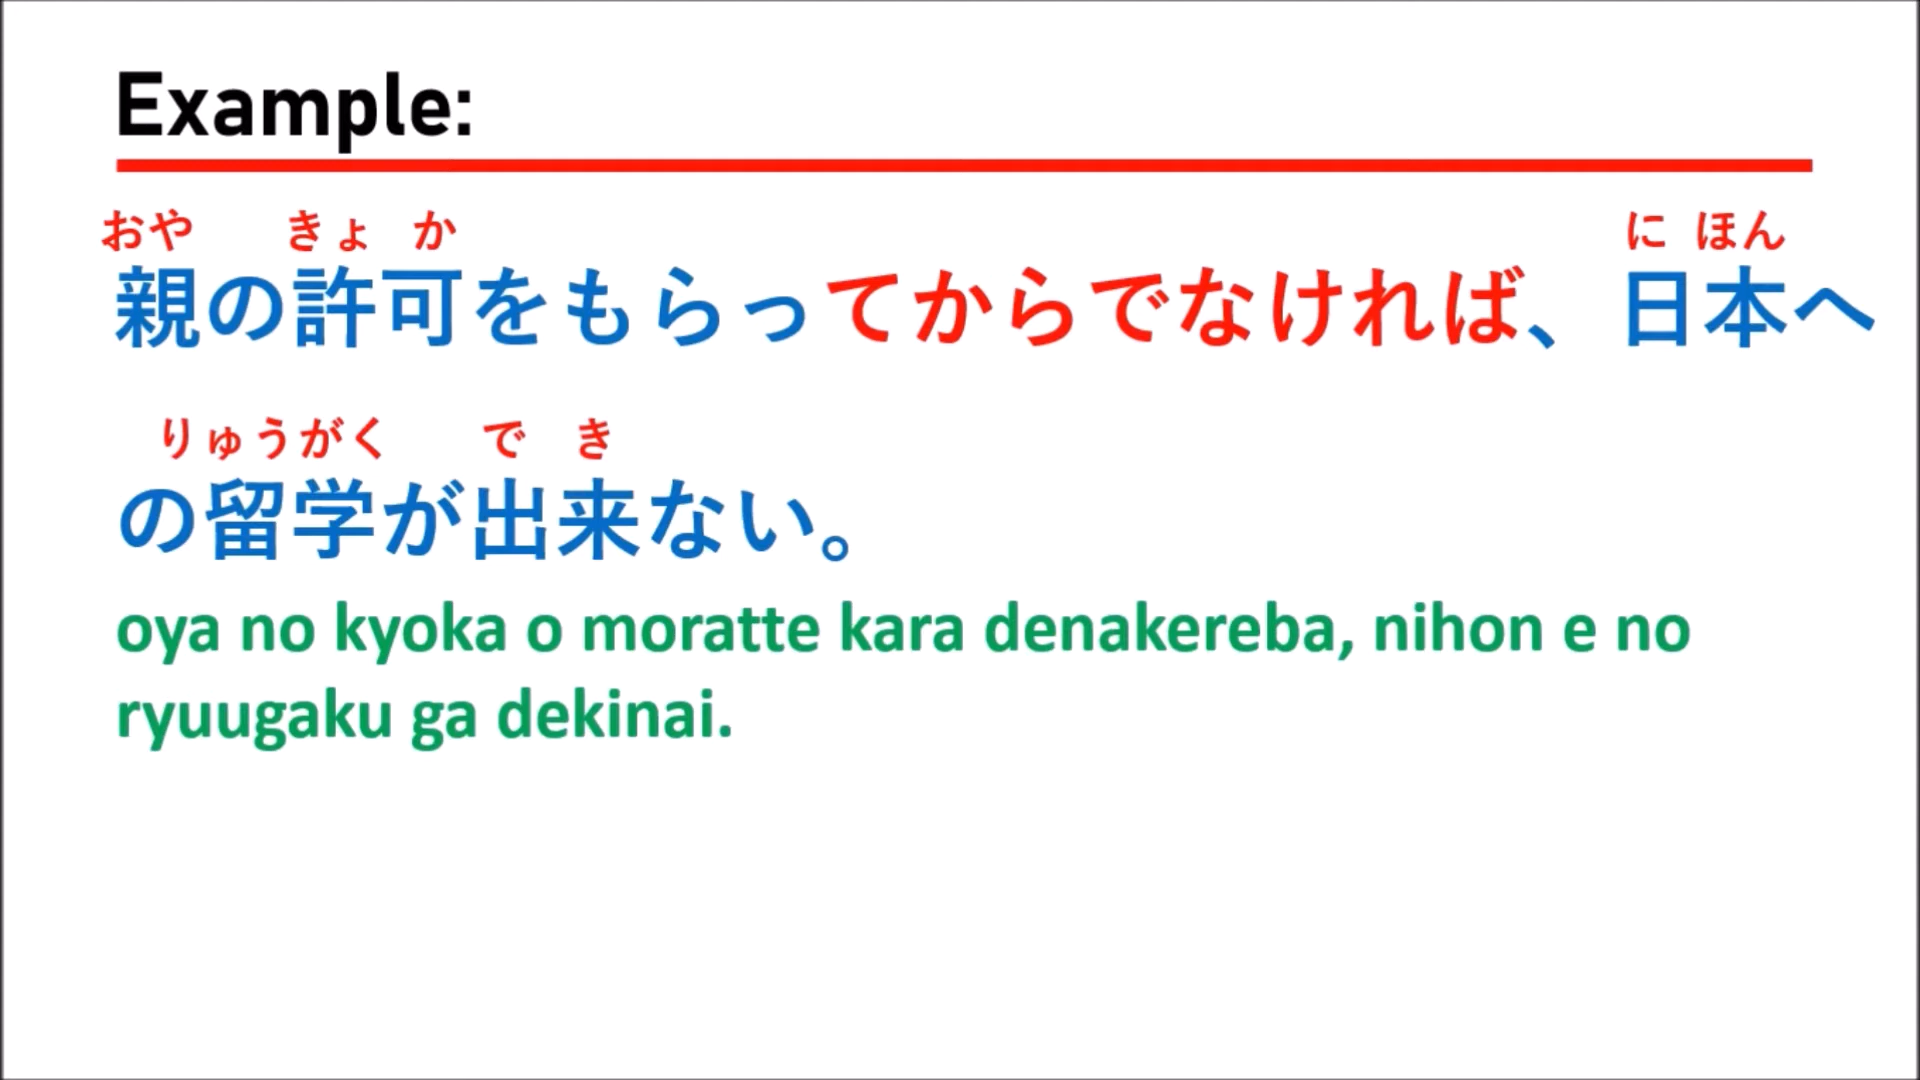 Example:
おや きょ か に ほん
親の許可をもらってからでなければ、日本へ
りゅうがく で き
の留学が出来ない。
oya no kyoka o moratte kara denakereba, nihon e no
ryuugaku ga dekinai.